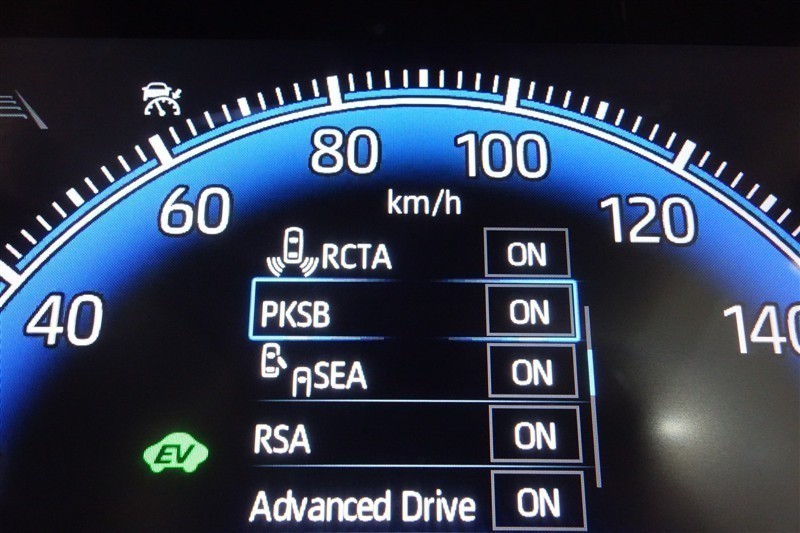 80 100
60 km/h 120
RCTA ON
40 PKSB ON 140
SEA ON
RSA ON
EV
Advanced Drive ON